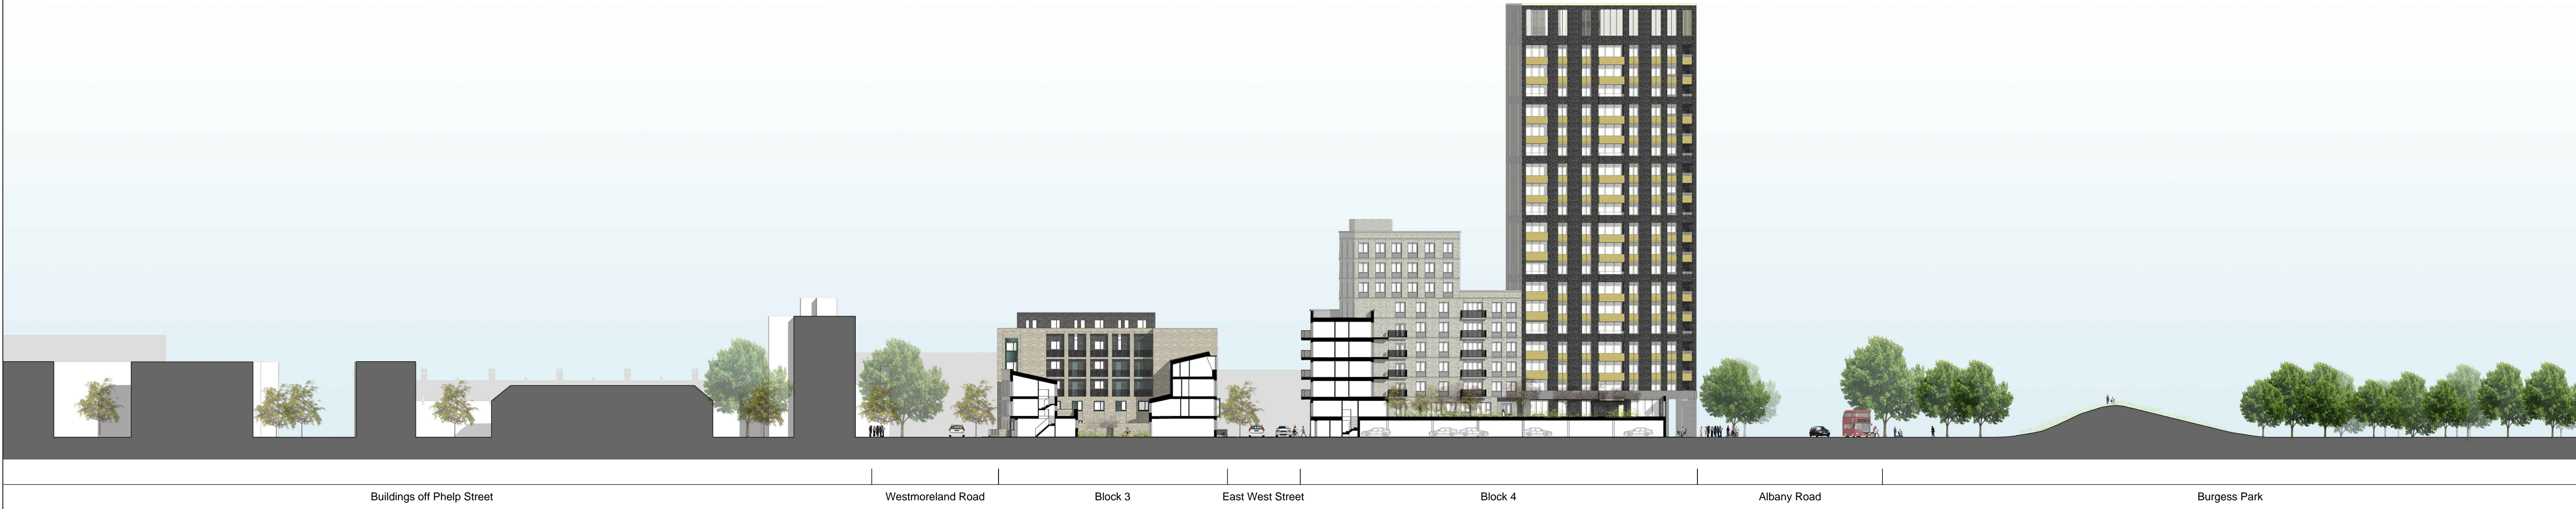 Buildings off Phelp Street
Westmoreland Road
Block 3
East West Street
Block 4
Albany Road
Burgess Park